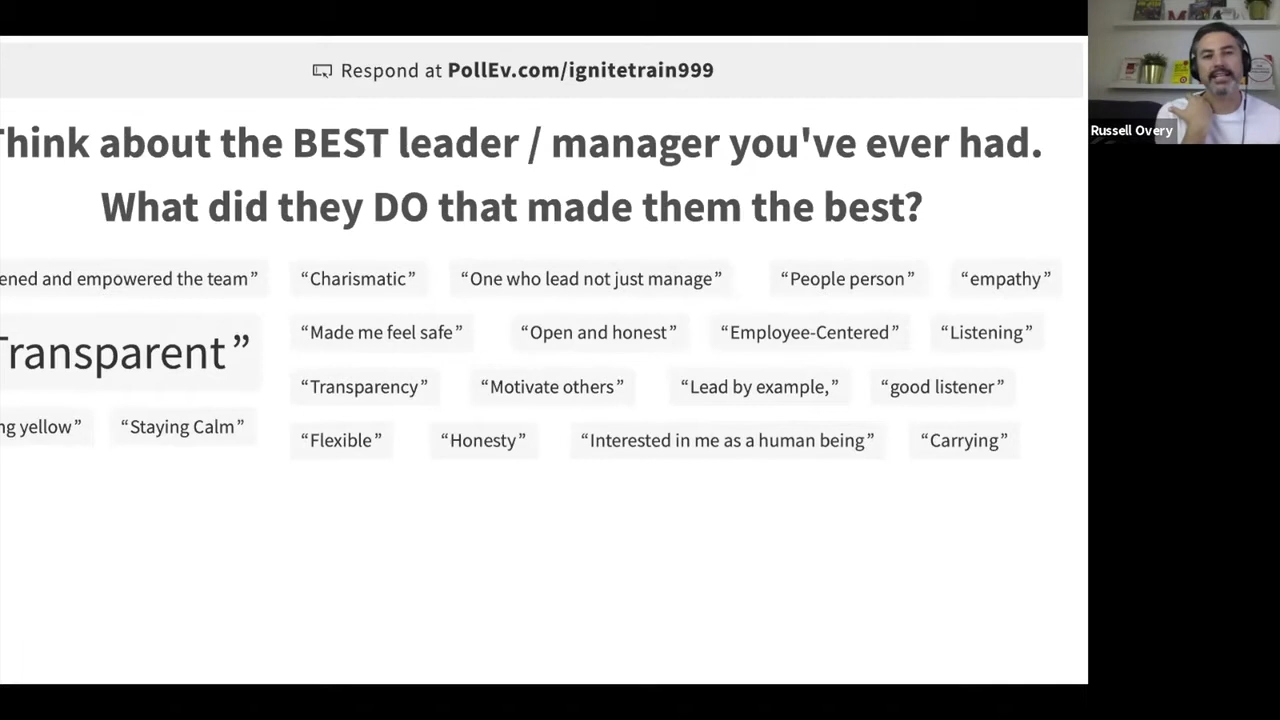 Respond at PollEv.com/ignitetrain999
Think about the BEST leader / manager you've ever had.
What did they DO that made them the best?
ened and empowered the team” “Charismatic” “One who lead not just manage” “People person” “empathy”
“Made me feel safe” “Open and honest” “Employee-Centered” “Listening”
Transparent”
“Transparency” “Motivate others” “Lead by example,” “good listener”
ng yellow” “Staying Calm”
“Flexible” “Honesty” “Interested in me as a human being” “Carrying”
Russell Overy